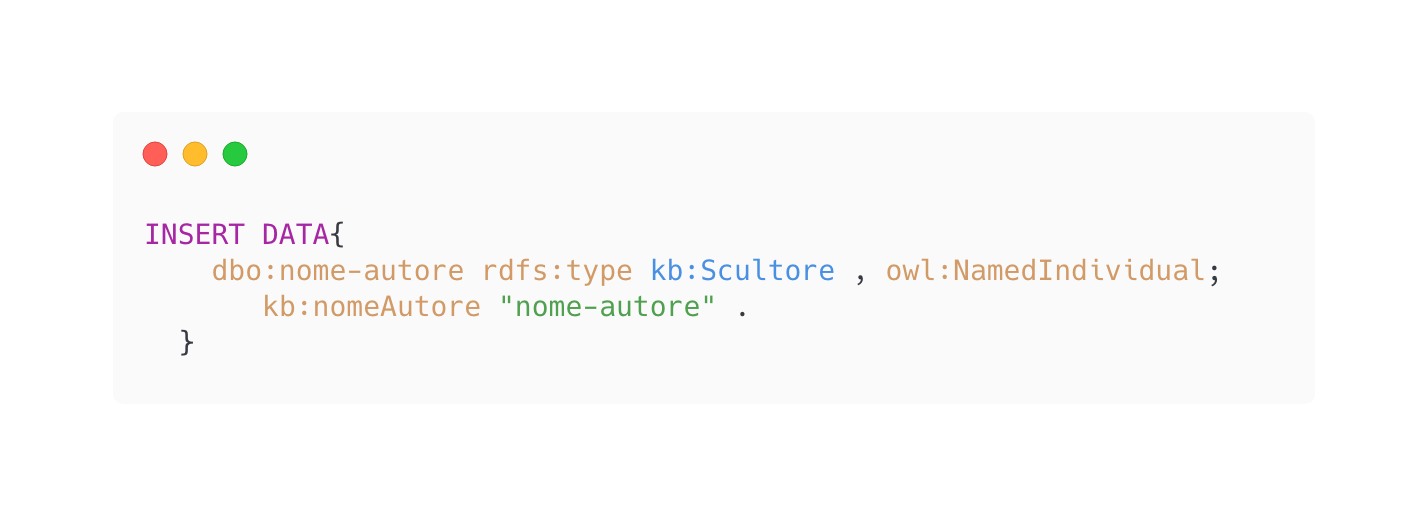 INSERT DATA{
dbo:nome-autore rdfs:type kb:Scultore , owl:NamedIndividual;
kb:nomeAutore "nome-autore" .
}